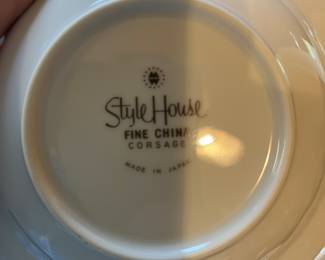 Style House
FINE CHINA
CORSAGE
MADE IN JAPAN